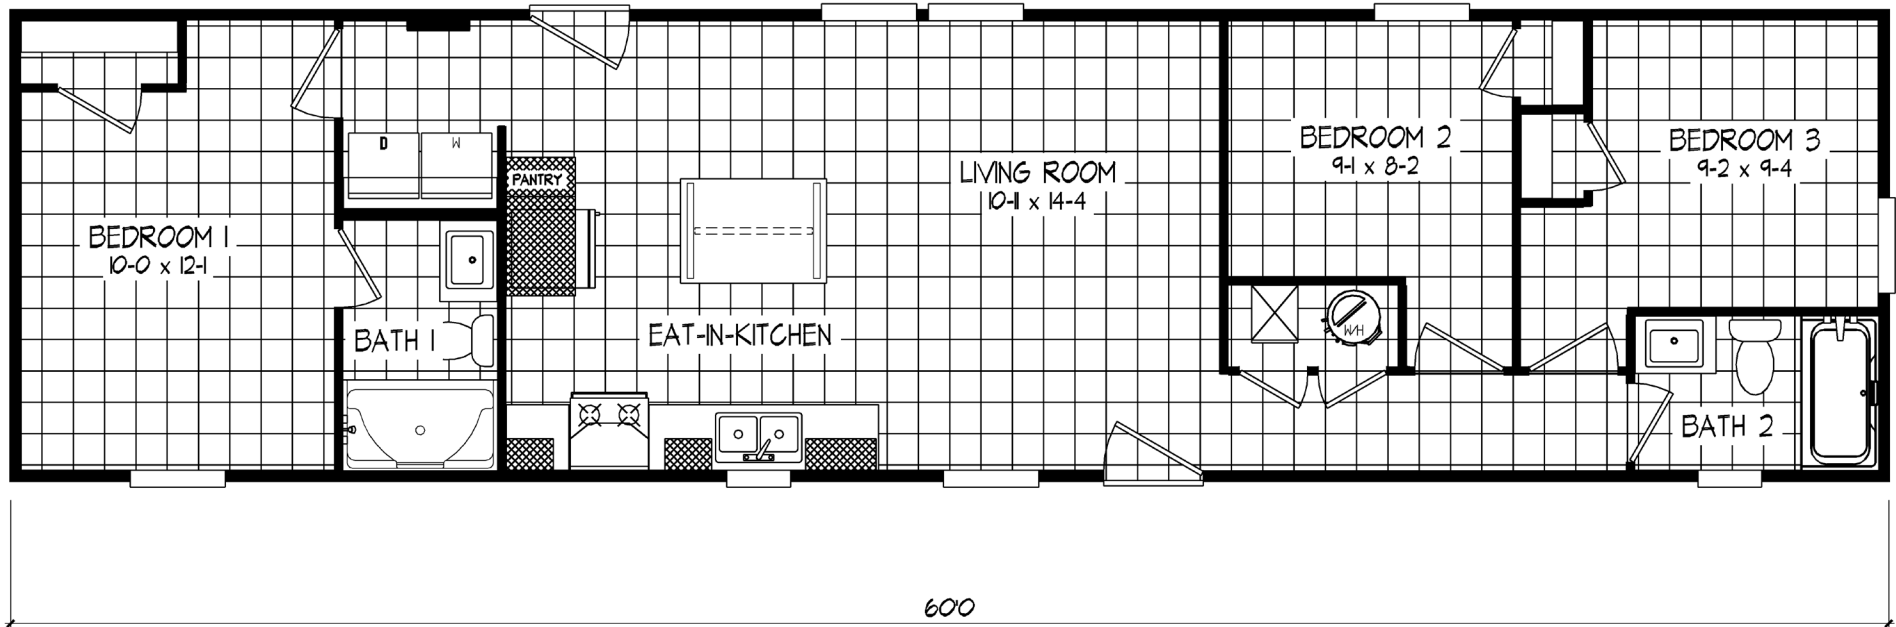 D
W
PANTRY
BEDROOM 1
10-0 x 12-1
BATH 1
EAT-IN-KITCHEN
LIVING ROOM
10-11 x 14-4
BEDROOM 2
9-1 x 8-2
BEDROOM 3
9-2 x 9-4
W/H
BATH 2
60'0